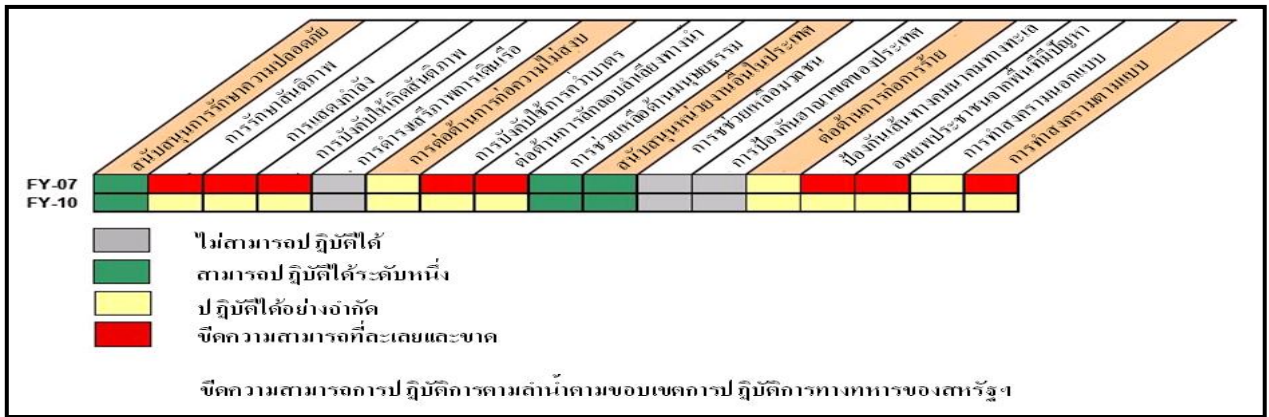 สนับสนุนการรักษาความปลอดภัย
การรักษาสันติภาพ
การแสดงกำลัง
การบังคับให้เกิดสันติภาพ
การดำรงเสรีภาพการเดินเรือ
การต่อต้านการก่อความไม่สงบ
การบังคับใช้การคว่ำบาตร
ต่อต้านการลักลอบลำเลียงทางน้ำ
การช่วยเหลือด้านมนุษยธรรม
สนับสนุนหน่วยงานอื่นในประเทศ
การช่วยเหลือมวลชน
การป้องกันอาณาเขตของประเทศ
ต่อต้านการก่อการร้าย
ป้องกันเส้นทางคมนาคมทางทะเล
อพยพประชาชนจากพื้นที่มีปัญหา
การทำสงครามนอกแบบ
การทำสงครามตามแบบ
FY-07
FY-10
ไม่สามารถปฏิบัติได้
สามารถปฏิบัติได้ระดับหนึ่ง
ปฏิบัติได้อย่างจำกัด
ขีดความสามารถที่ละเลยและขาด
ขีดความสามารถการปฏิบัติการตามลำน้ำตามขอบเขตการปฏิบัติการทางทหารของสหรัฐฯ